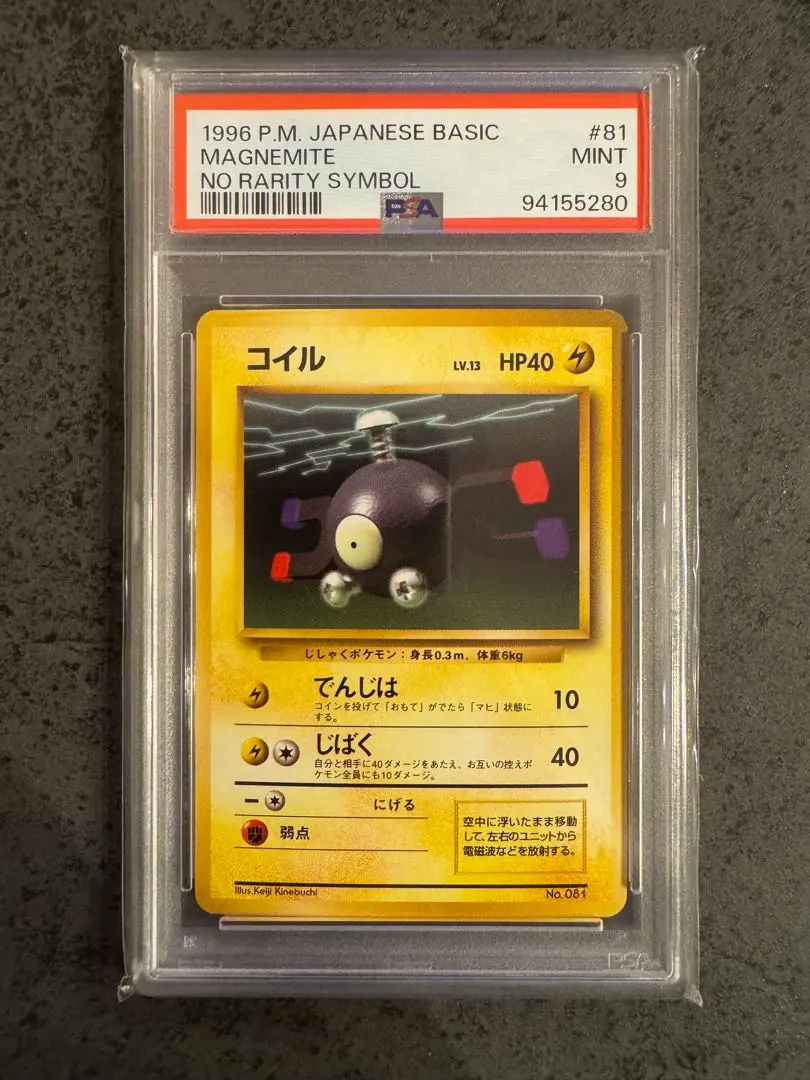 1996 P.M. JAPANESE BASIC #81
MAGNEMITE MINT
NO RARITY SYMBOL 9
PSA 94155280
コイル LV.13 HP40
じしゃくポケモン：身長0.3m、体重6kg
でんじは 10
コインを投げて「おもて」がでたら「マヒ」状態に
する。
じばく 40
自分と相手に40ダメージをあたえ、お互いの控えポ
ケモン全員にも10ダメージ。
にげる
弱点
空中に浮いたまま移動
して、左右のユニットから
電磁波などを放射する。
Illus.Keiji Kinebuchi No.081
PSA